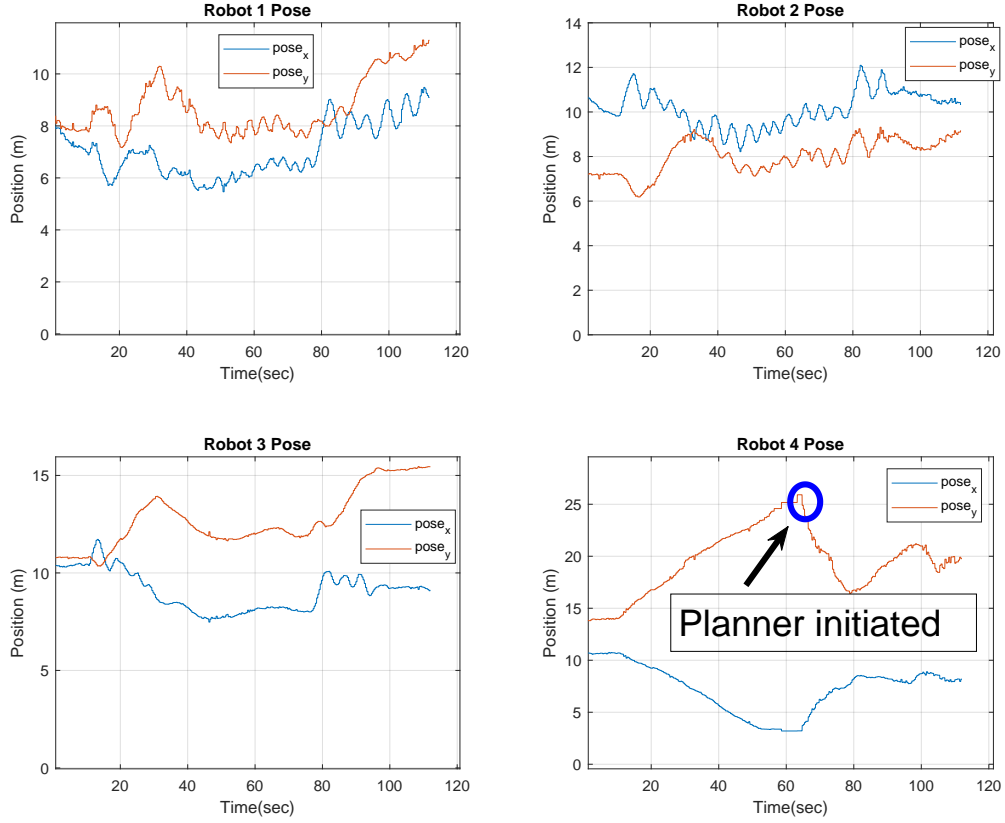 Robot 1 Pose
pose_x
pose_y
Position (m)
10
8
6
4
2
0
20 40 60 80 100 120
Time(sec)
Robot 2 Pose
pose_x
pose_y
Position (m)
14
12
10
8
6
4
2
0
20 40 60 80 100 120
Time(sec)
Robot 3 Pose
pose_x
pose_y
Position (m)
15
10
5
0
20 40 60 80 100 120
Time(sec)
Robot 4 Pose
pose_x
pose_y
Planner initiated
Position (m)
25
20
15
10
5
0
20 40 60 80 100 120
Time(sec)